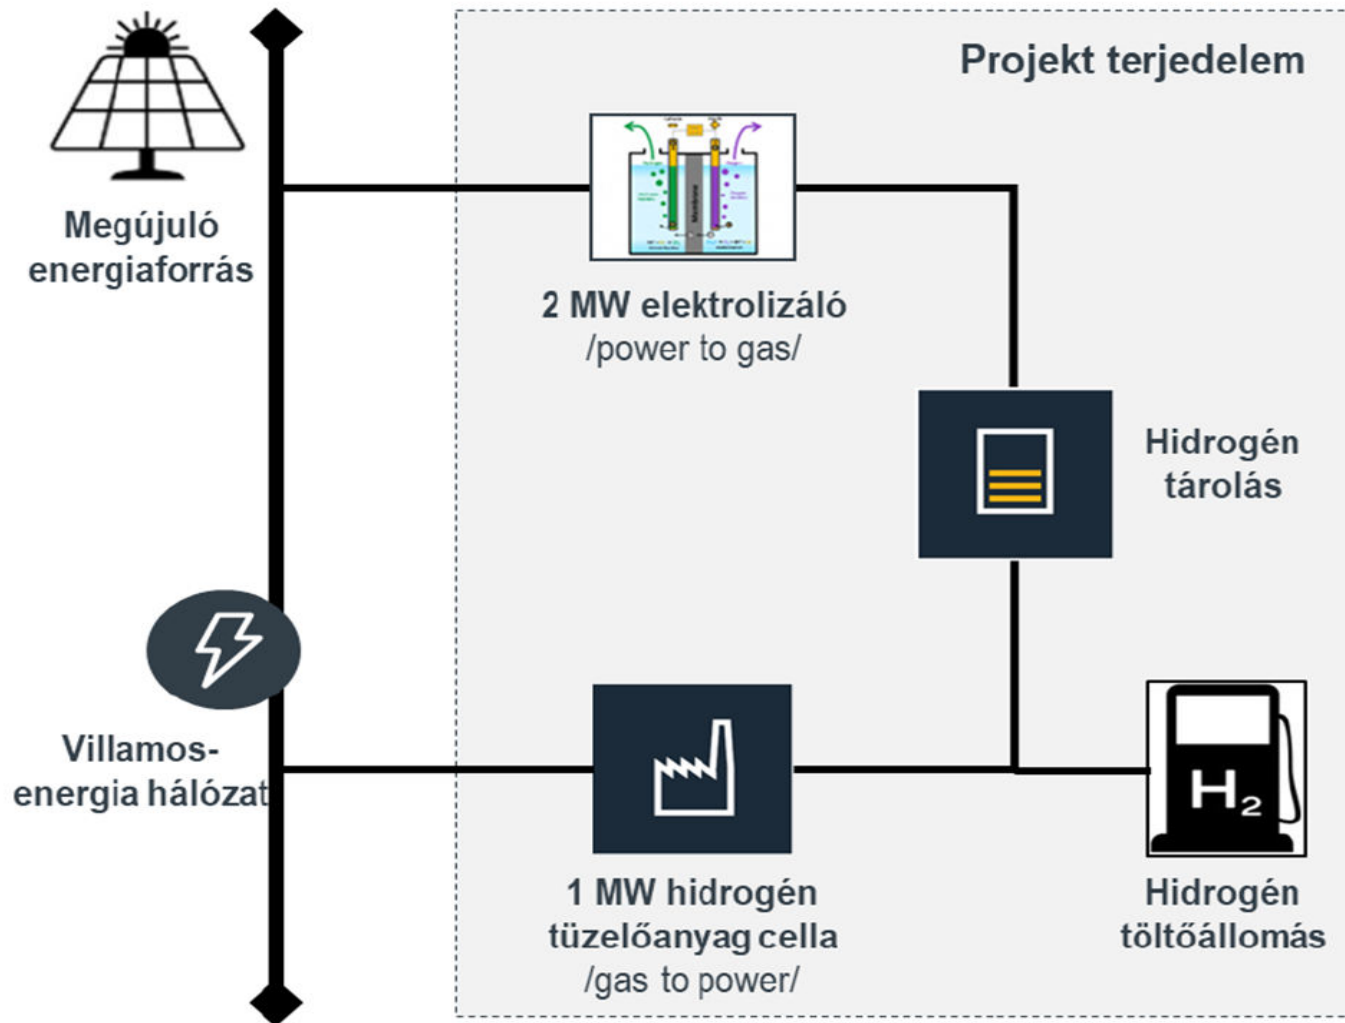 Projekt terjedelem
Megújuló
energiaforrás
Membrane
2 MW elektrolizáló
/power to gas/
Hidrogén
tárolás
Villamos-
energia hálózat
1 MW hidrogén
tüzelőanyag cella
/gas to power/
H₂
Hidrogén
töltőállomás